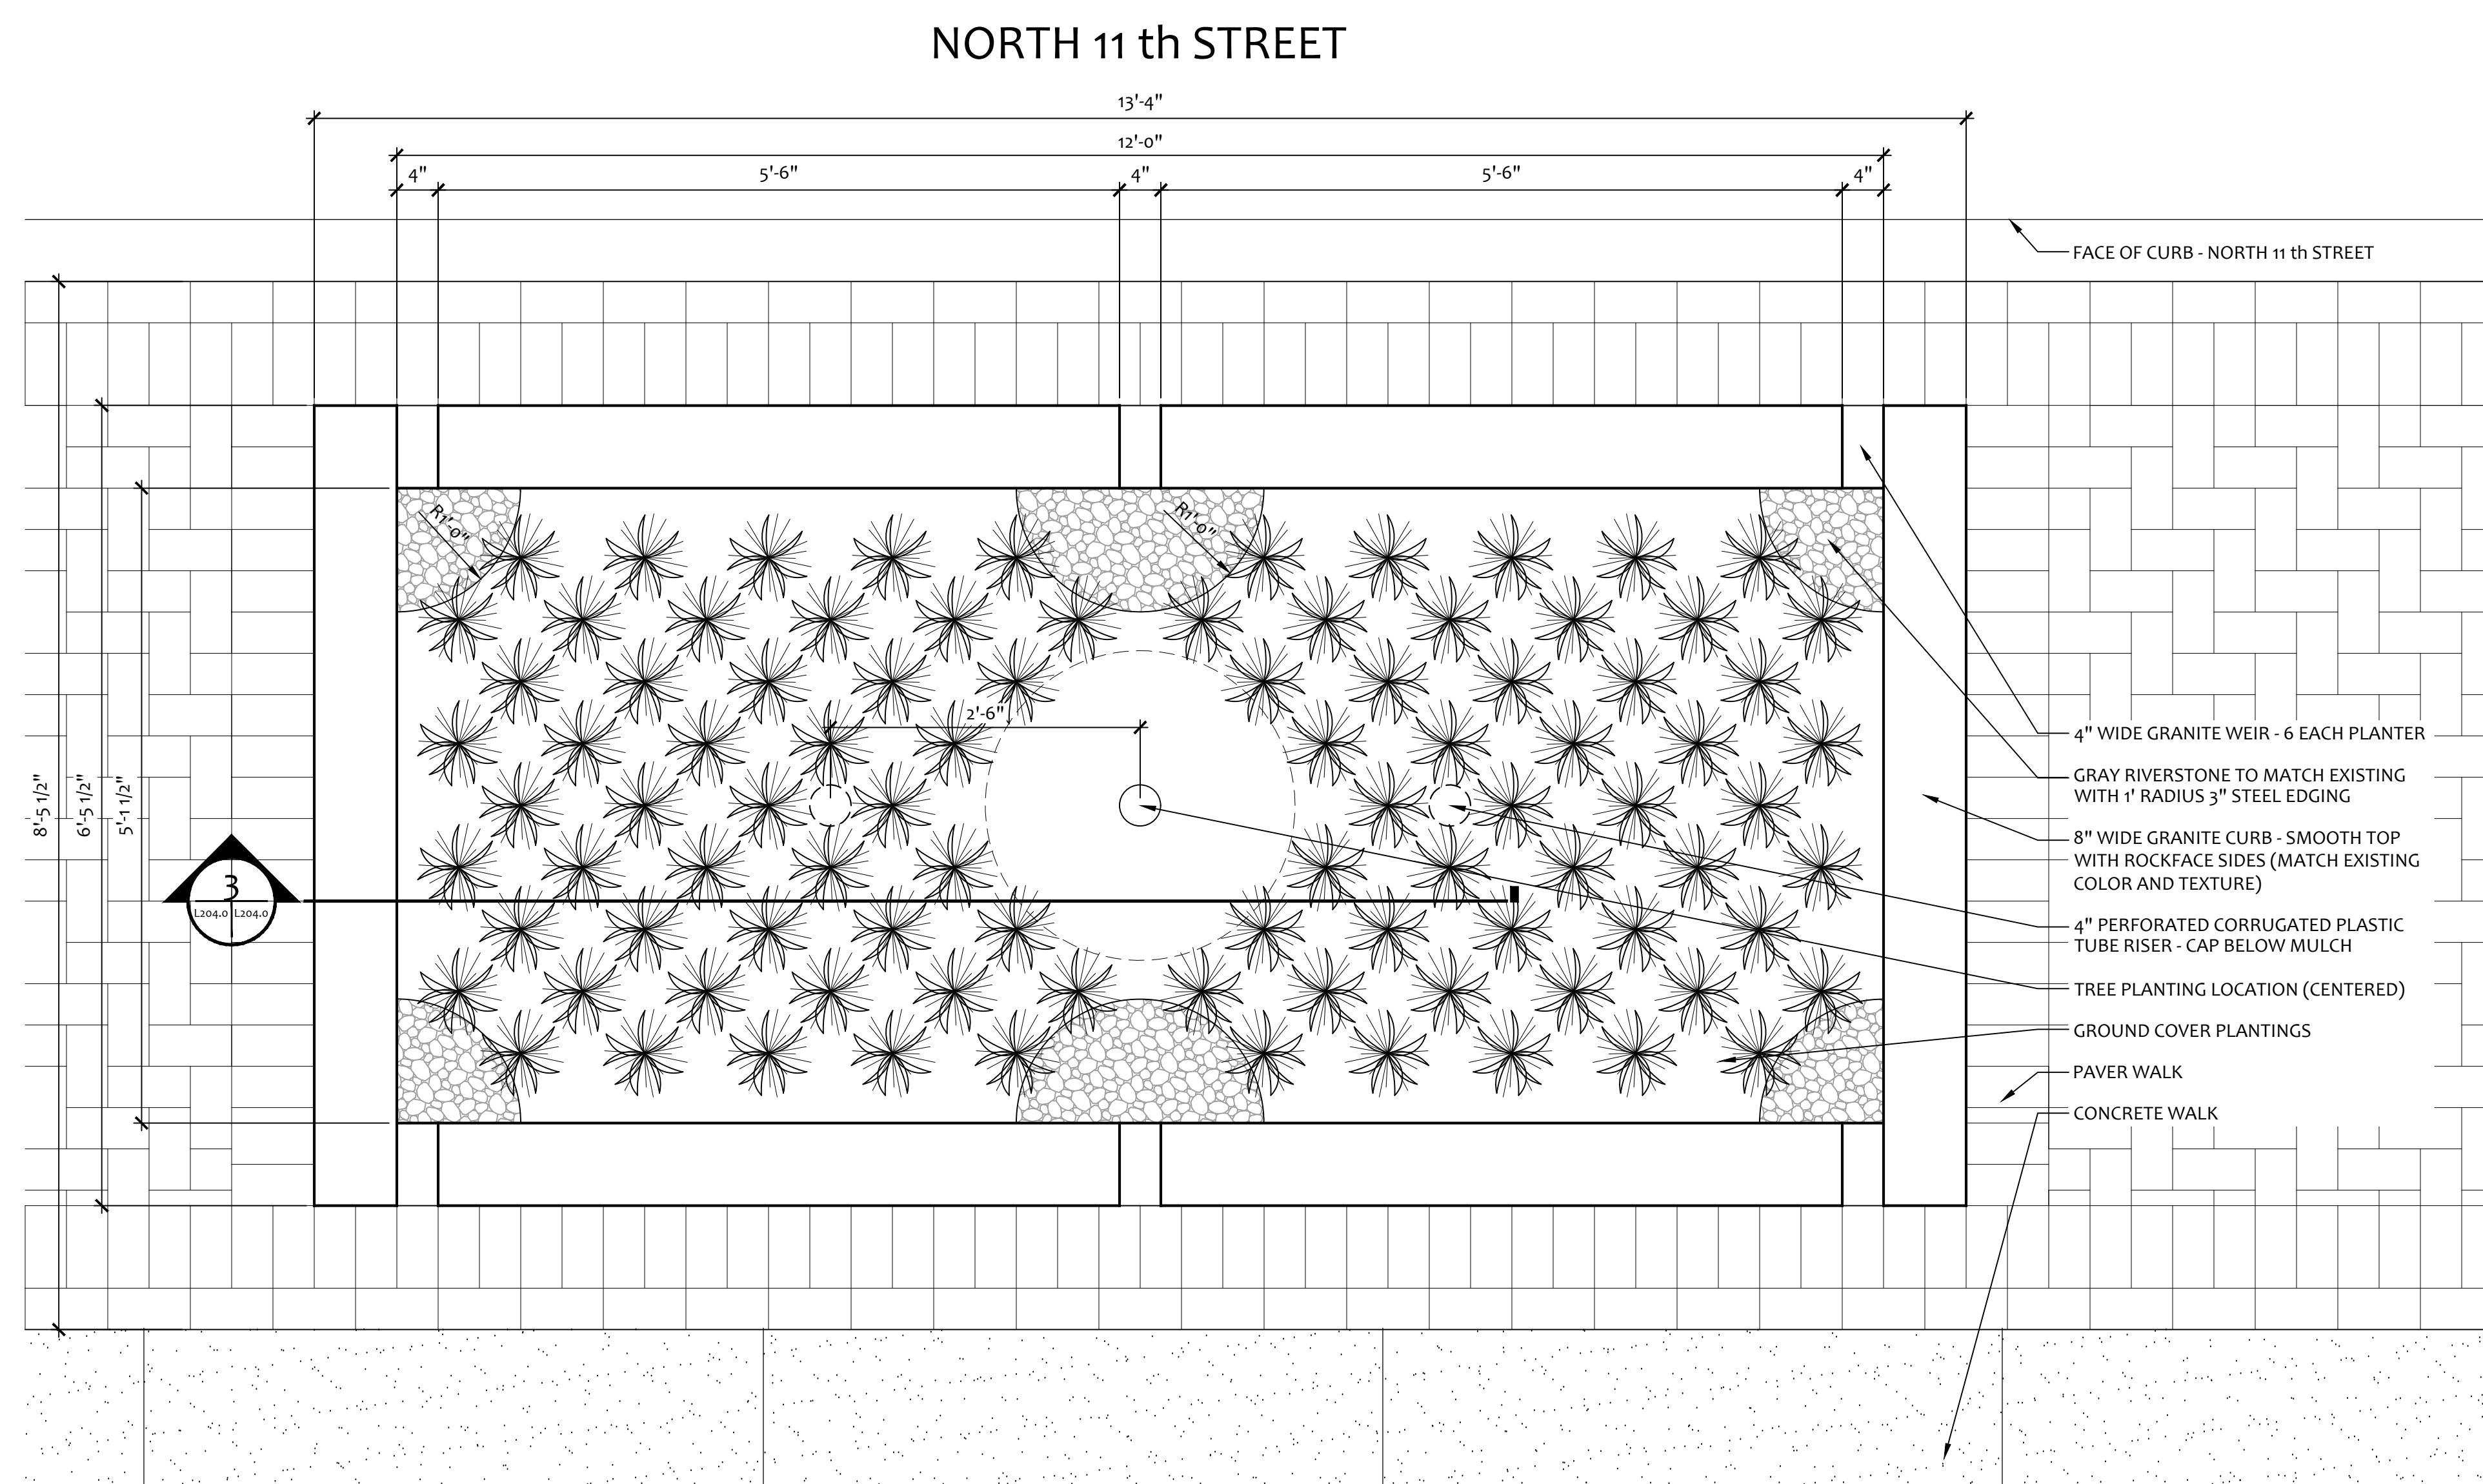 NORTH 11 th STREET
13'-4"
12'-0"
4"
5'-6"
4"
5'-6"
4"
FACE OF CURB - NORTH 11 th STREET
R1'-0"
R1'-0"
2'-6"
8'-5 1/2"
6'-5 1/2"
5'-1 1/2"
3
L204.0
L204.0
4" WIDE GRANITE WEIR - 6 EACH PLANTER
GRAY RIVERSTONE TO MATCH EXISTING
WITH 1' RADIUS 3" STEEL EDGING
8" WIDE GRANITE CURB - SMOOTH TOP
WITH ROCKFACE SIDES (MATCH EXISTING
COLOR AND TEXTURE)
4" PERFORATED CORRUGATED PLASTIC
TUBE RISER - CAP BELOW MULCH
TREE PLANTING LOCATION (CENTERED)
GROUND COVER PLANTINGS
PAVER WALK
CONCRETE WALK